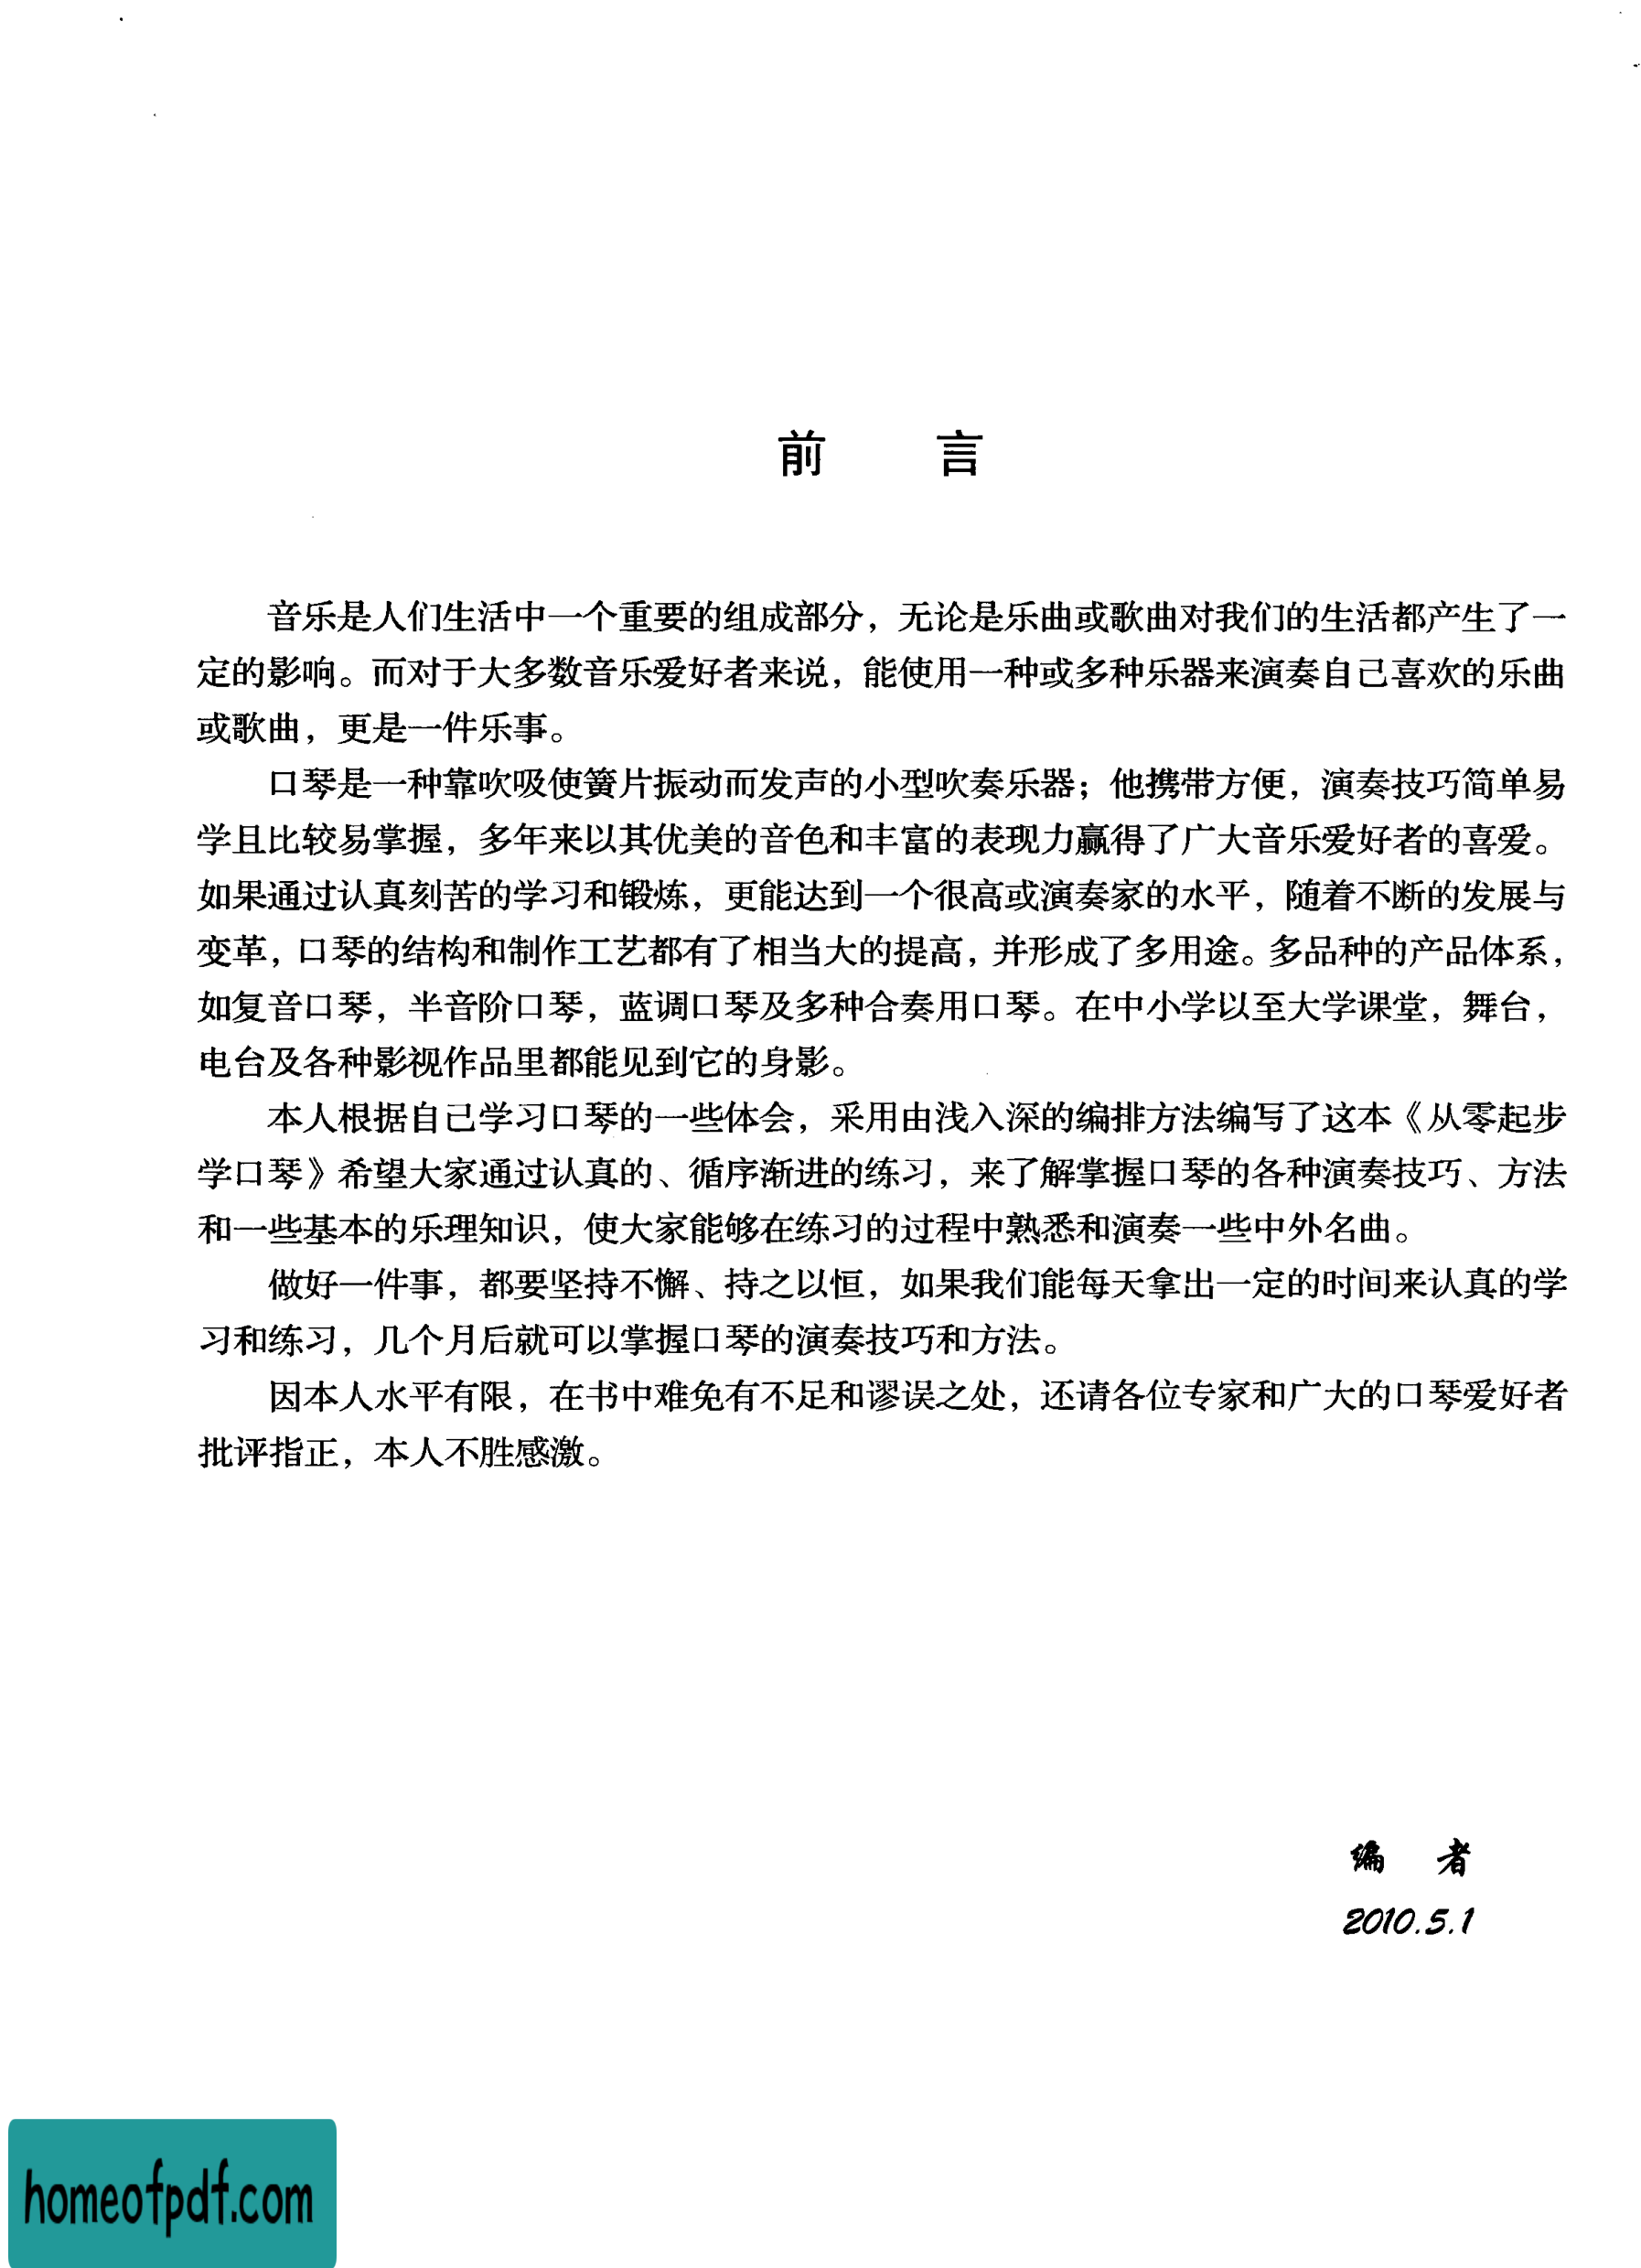 前 言
音乐是人们生活中一个重要的组成部分，无论是乐曲或歌曲对我们的生活都产生了一
定的影响。而对于大多数音乐爱好者来说，能使用一种或多种乐器来演奏自己喜欢的乐曲
或歌曲，更是一件乐事。
口琴是一种靠吹吸使簧片振动而发声的小型吹奏乐器；他携带方便，演奏技巧简单易
学且比较易掌握，多年来以其优美的音色和丰富的表现力赢得了广大音乐爱好者的喜爱。
如果通过认真刻苦的学习和锻炼，更能达到一个很高或演奏家的水平，随着不断的发展与
变革，口琴的结构和制作工艺都有了相当大的提高，并形成了多用途。多品种的产品体系，
如复音口琴，半音阶口琴，蓝调口琴及多种合奏用口琴。在中小学以至大学课堂，舞台，
电台及各种影视作品里都能见到它的身影。
本人根据自己学习口琴的一些体会，采用由浅入深的编排方法编写了这本《从零起步
学口琴》希望大家通过认真的、循序渐进的练习，来了解掌握口琴的各种演奏技巧、方法
和一些基本的乐理知识，使大家能够在练习的过程中熟悉和演奏一些中外名曲。
做好一件事，都要坚持不懈、持之以恒，如果我们能每天拿出一定的时间来认真的学
习和练习，几个月后就可以掌握口琴的演奏技巧和方法。
因本人水平有限，在书中难免有不足和谬误之处，还请各位专家和广大的口琴爱好者
批评指正，本人不胜感激。
编 者
2010.5.1
homeofpdf.com